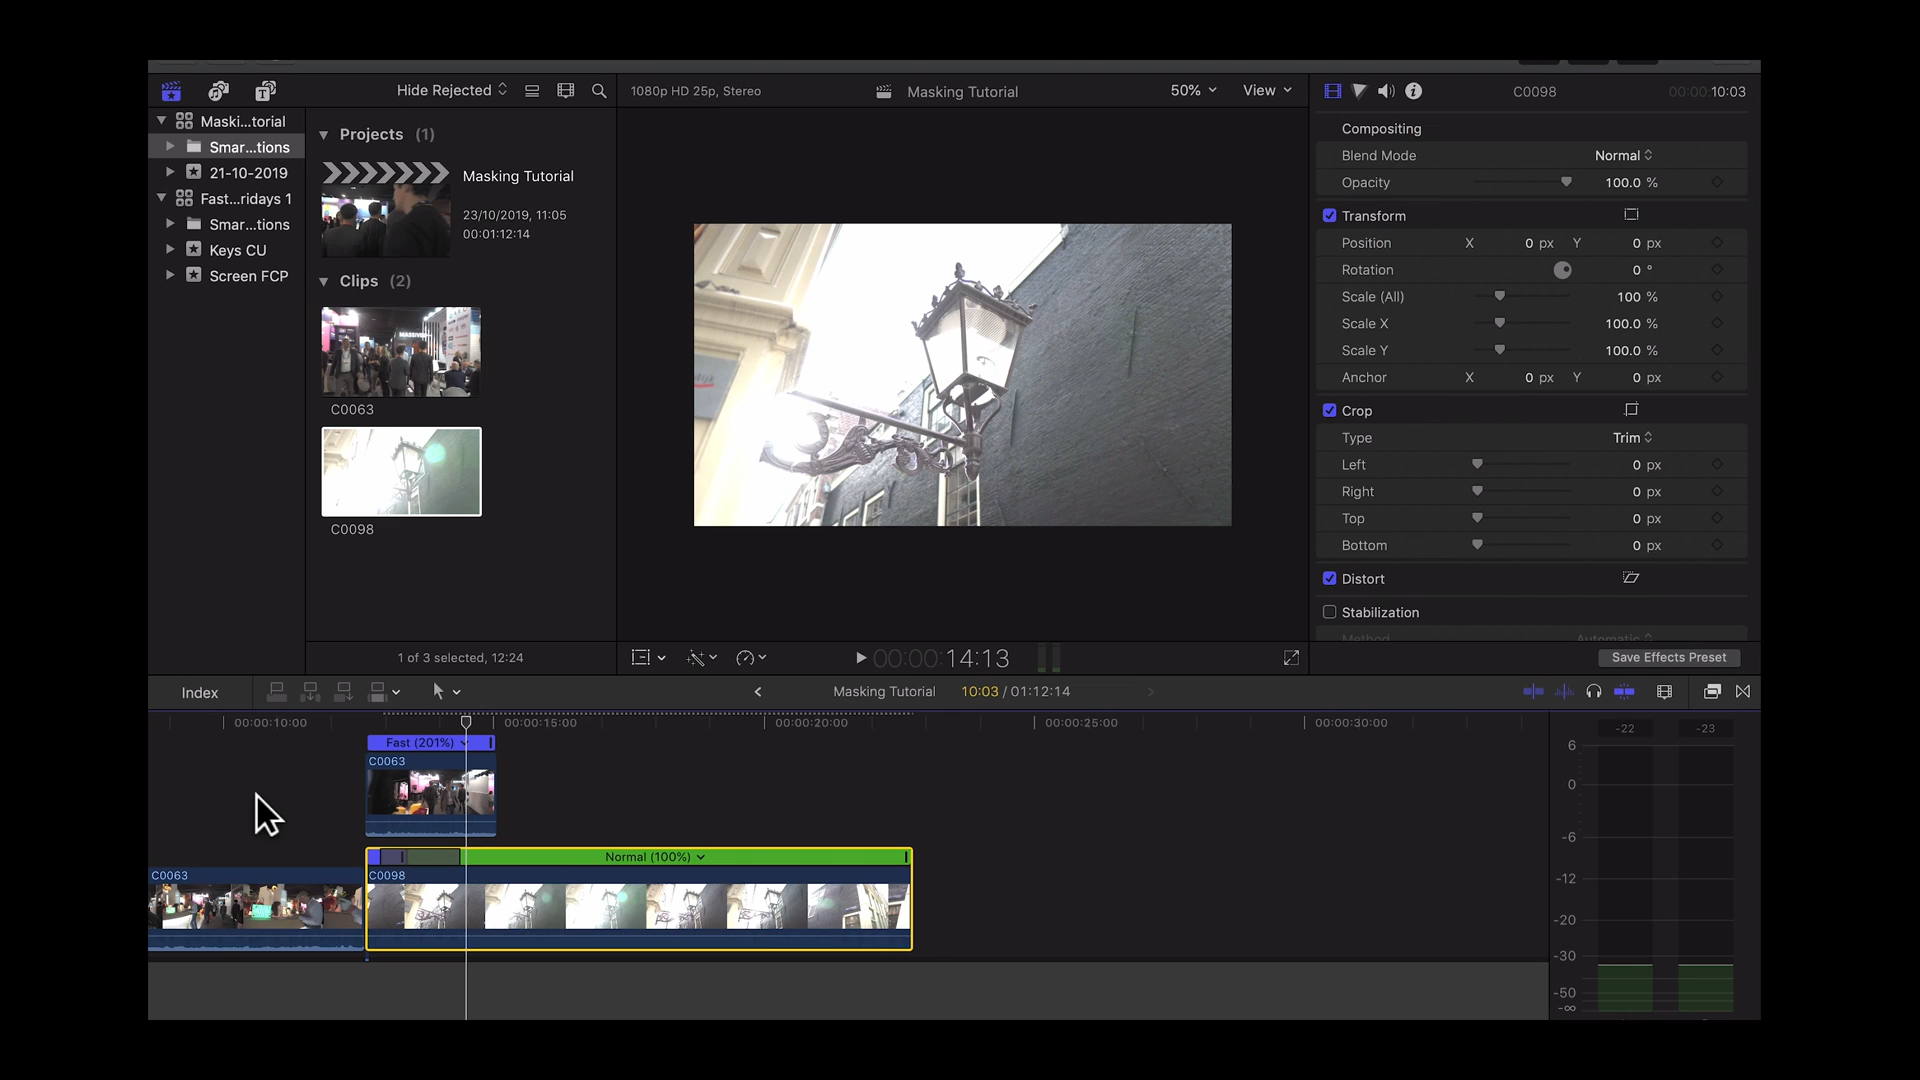 Hide Rejected
1080p HD 25p, Stereo
Masking Tutorial
50%
View
C0098
00:00:10:03
Maski...torial
Smar...tions
21-10-2019
Fast...ridays 1
Smar...tions
Keys CU
Screen FCP
Projects (1)
Masking Tutorial
23/10/2019, 11:05
00:01:12:14
Clips (2)
MASSIVE
C0063
C0098
1 of 3 selected, 12:24
00:00:14:13
Compositing
Blend Mode Normal
Opacity 100.0 %
Transform
Position X 0 px Y 0 px
Rotation 0 °
Scale (All) 100 %
Scale X 100.0 %
Scale Y 100.0 %
Anchor X 0 px Y 0 px
Crop
Type Trim
Left 0 px
Right 0 px
Top 0 px
Bottom 0 px
Distort
Stabilization
Method Automatic
Save Effects Preset
Index
Masking Tutorial
10:03 / 01:12:14
00:00:10:00
00:00:15:00
00:00:20:00
00:00:25:00
00:00:30:00
Fast (201%)
C0063
Normal (100%)
C0063
C0098
-22 -23
6
0
-6
-12
-20
-30
-50
-∞